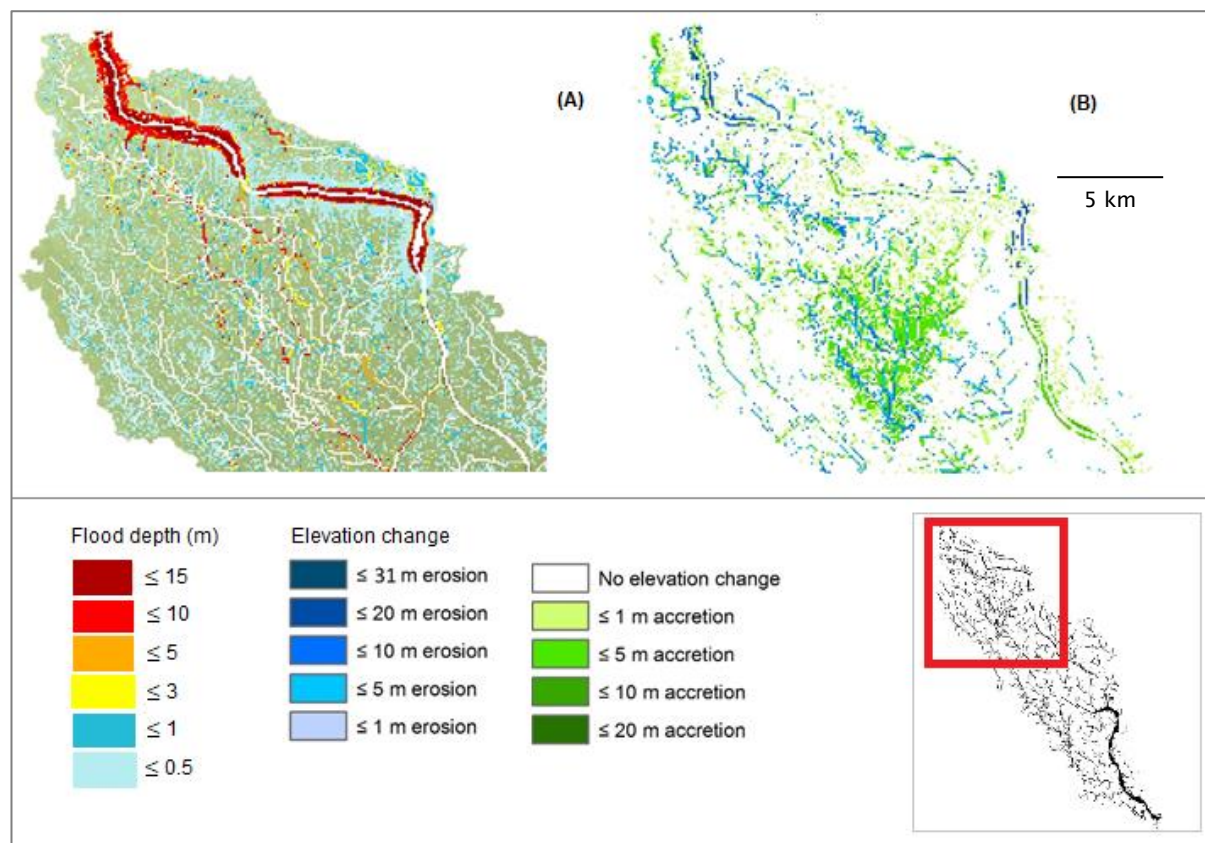 (A)
(B)
5 km
Flood depth (m)
≤ 15
≤ 10
≤ 5
≤ 3
≤ 1
≤ 0.5
Elevation change
≤ 31 m erosion
≤ 20 m erosion
≤ 10 m erosion
≤ 5 m erosion
≤ 1 m erosion
No elevation change
≤ 1 m accretion
≤ 5 m accretion
≤ 10 m accretion
≤ 20 m accretion